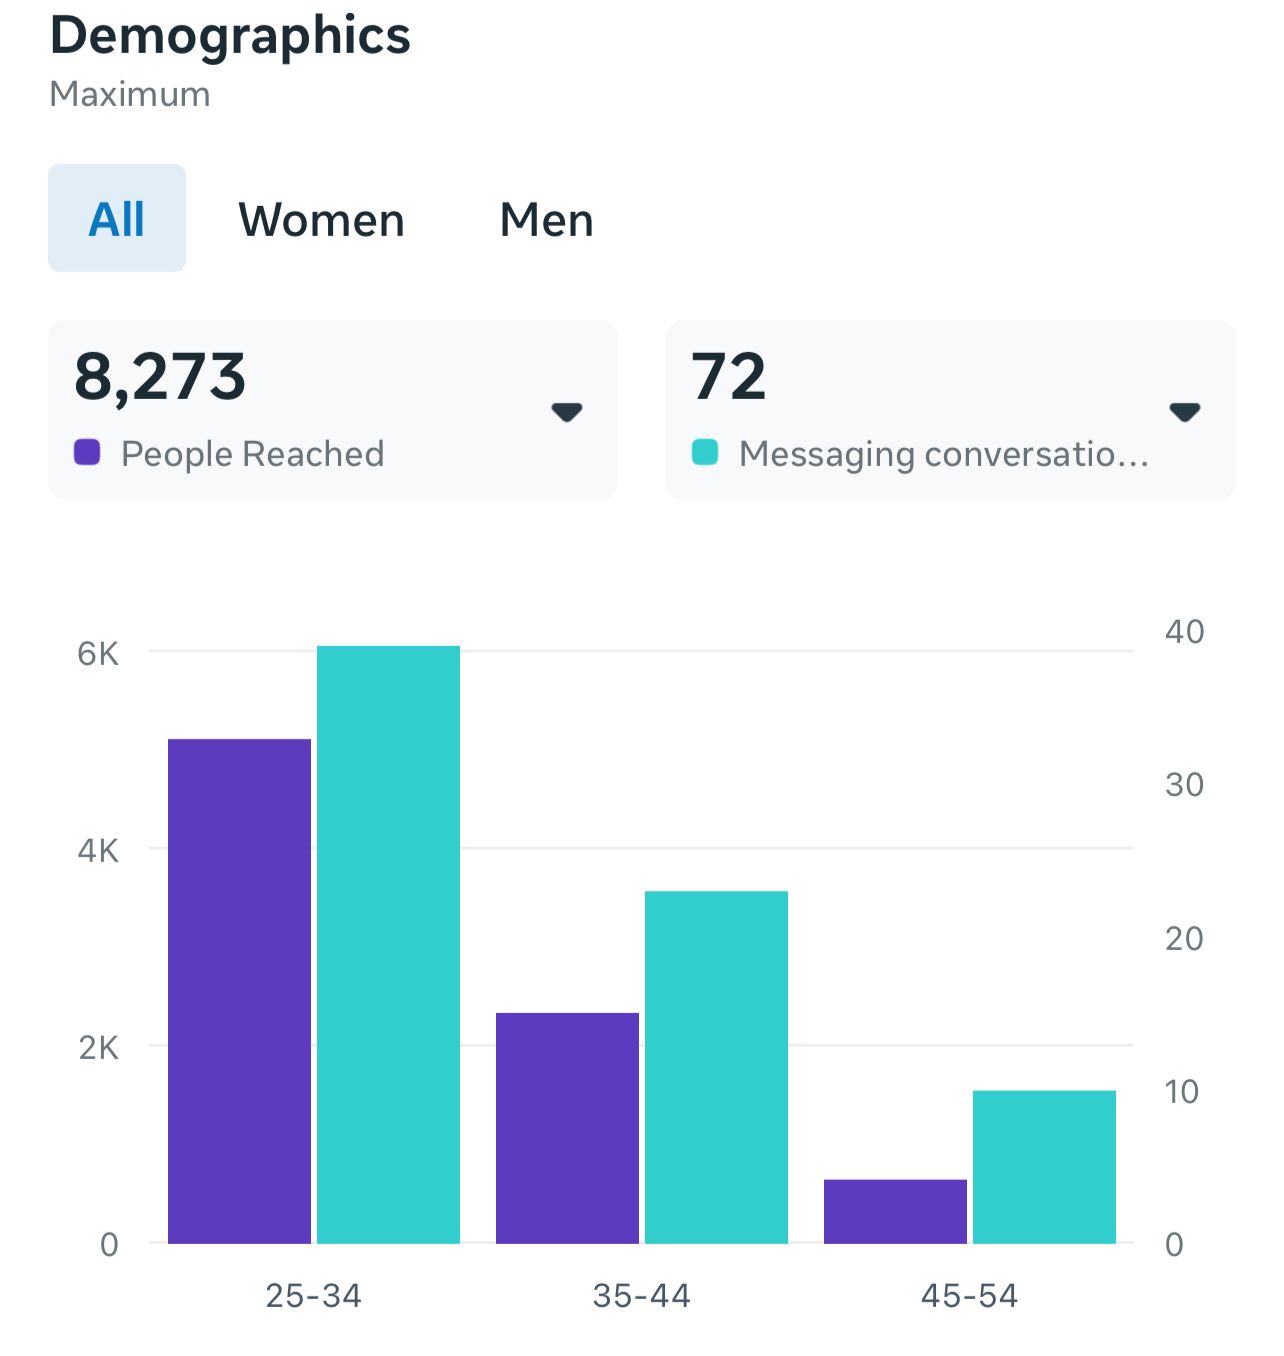 Demographics
Maximum
All Women Men
8,273
People Reached
72
Messaging conversatio...
6K
4K
2K
0
40
30
20
10
0
25-34 35-44 45-54